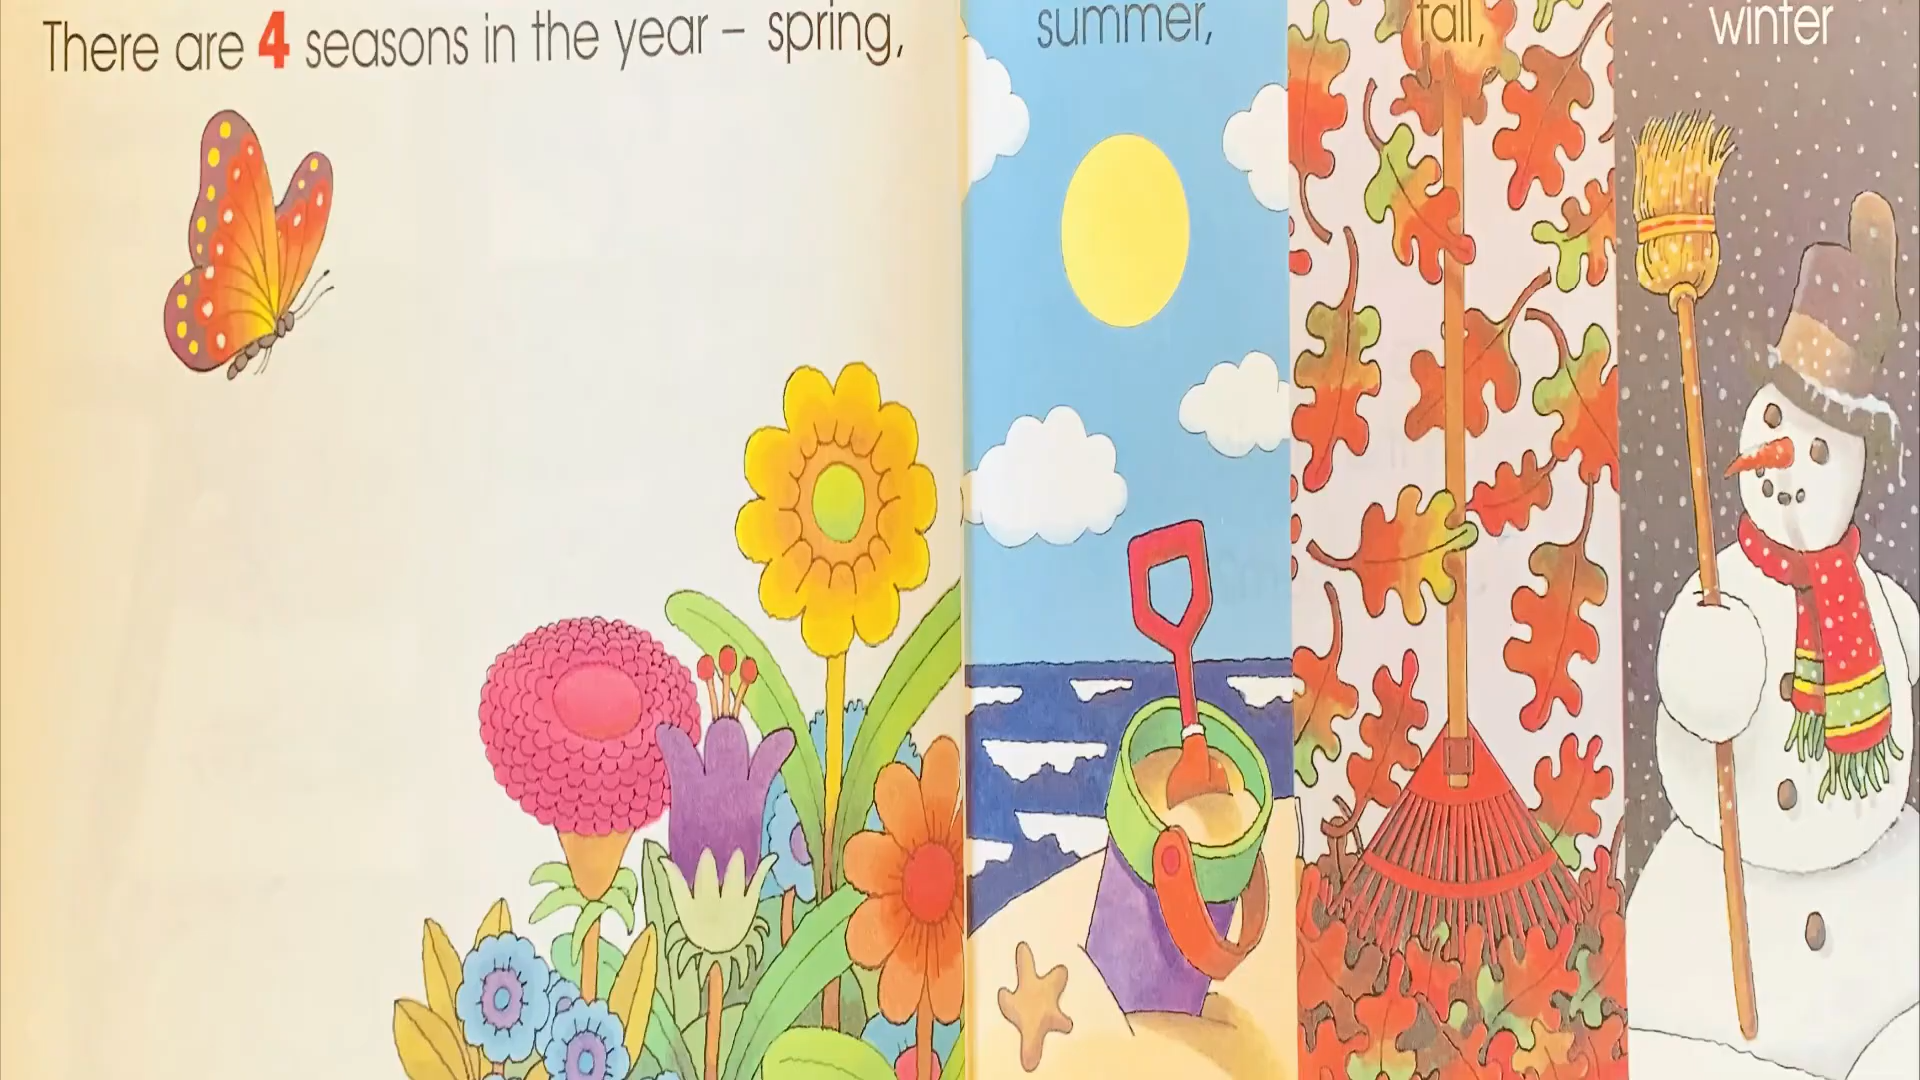 There are 4 seasons in the year – spring, summer, fall, winter